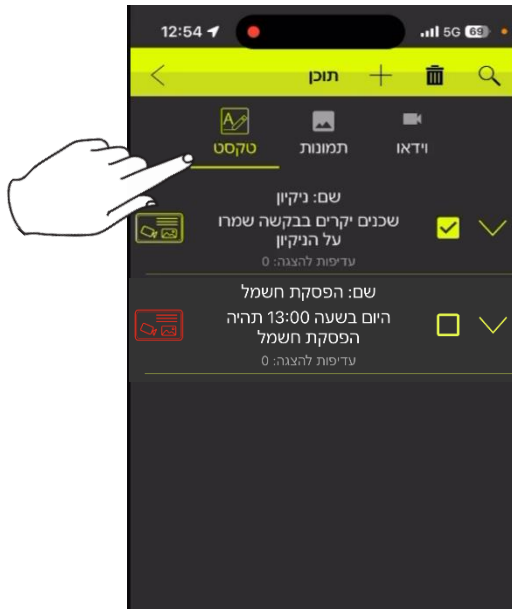 12:54
5G 69
תוכן
טקסט
תמונות
וידאו
שם: ניקיון
שכנים יקרים בבקשה שמרו
על הניקיון
עדיפות להצגה: 0
שם: הפסקת חשמל
היום בשעה 13:00 תהיה
הפסקת חשמל
עדיפות להצגה: 0